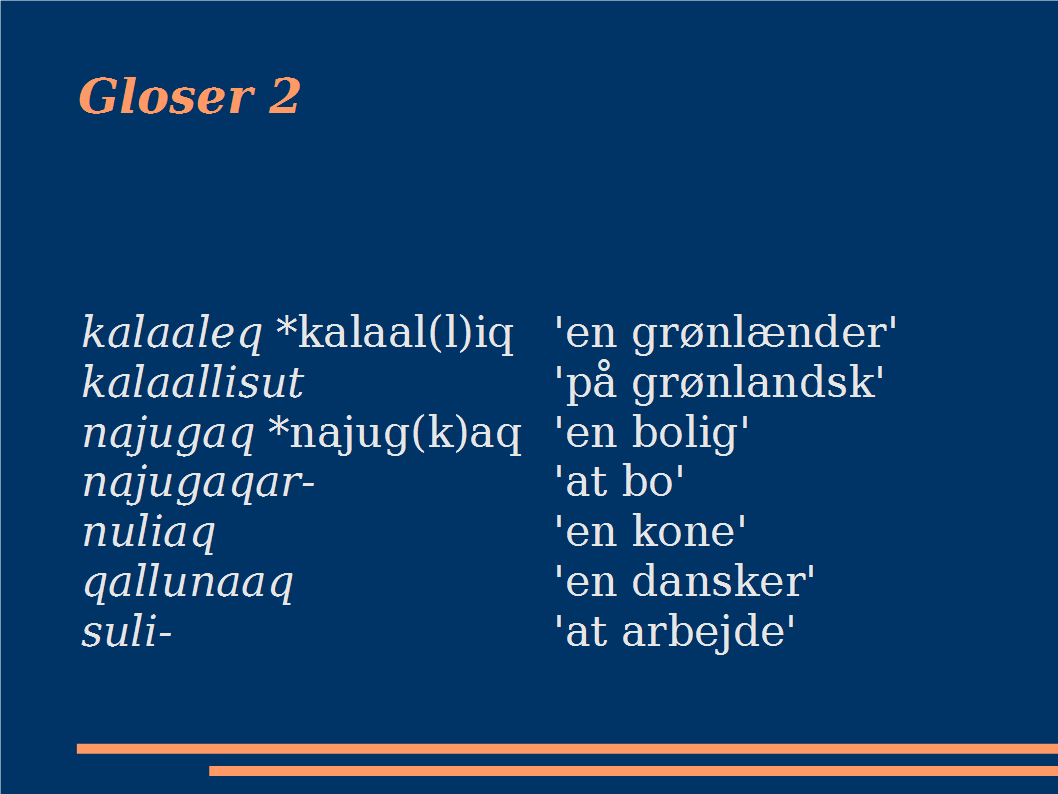 Gloser 2
kalaaleq *kalaal(l)iq 'en grønlænder'
kalaallisut 'på grønlandsk'
najugaq *najug(k)aq 'en bolig'
najugaqar- 'at bo'
nuliaq 'en kone'
qallunaaq 'en dansker'
suli- 'at arbejde'